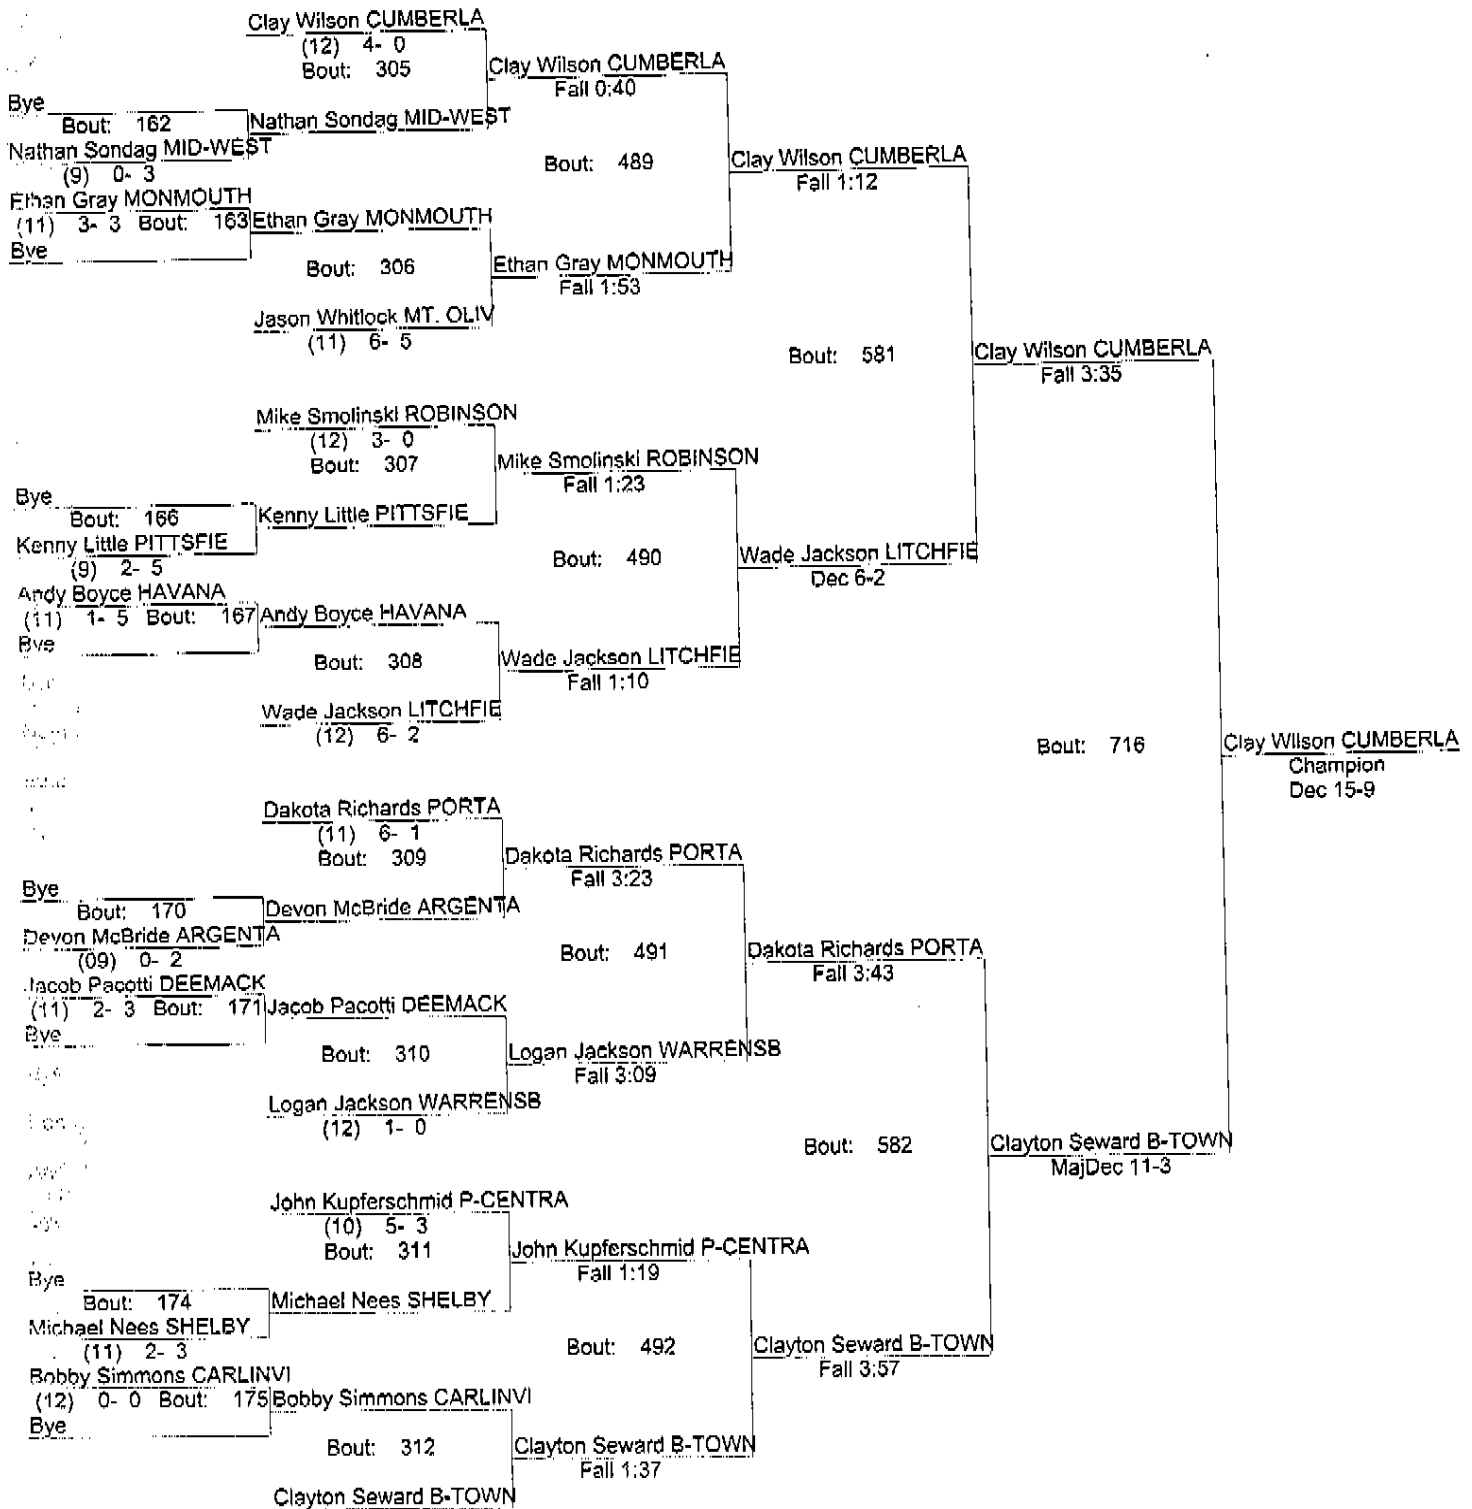 Clay Wilson CUMBERLA
(12) 4- 0
Bout: 305
Clay Wilson CUMBERLA
Fall 0:40
Bye
Bout: 162
Nathan Sondag MID-WEST
Nathan Sondag MID-WEST
(9) 0- 3
Bout: 489
Clay Wilson CUMBERLA
Fall 1:12
Ethan Gray MONMOUTH
(11) 3- 3 Bout: 163
Ethan Gray MONMOUTH
Bye
Bout: 306
Ethan Gray MONMOUTH
Fall 1:53
Jason Whitlock MT. OLIV
(11) 6- 5
Bout: 581
Clay Wilson CUMBERLA
Fall 3:35
Mike Smolinski ROBINSON
(12) 3- 0
Bout: 307
Mike Smolinski ROBINSON
Fall 1:23
Bye
Bout: 166
Kenny Little PITTSFIE
Kenny Little PITTSFIE
(9) 2- 5
Bout: 490
Wade Jackson LITCHFIE
Dec 6-2
Andy Boyce HAVANA
(11) 1- 5 Bout: 167
Andy Boyce HAVANA
Bye
Bout: 308
Wade Jackson LITCHFIE
Fall 1:10
Wade Jackson LITCHFIE
(12) 6- 2
Bout: 716
Clay Wilson CUMBERLA
Champion
Dec 15-9
Dakota Richards PORTA
(11) 6- 1
Bout: 309
Dakota Richards PORTA
Fall 3:23
Bye
Bout: 170
Devon McBride ARGENTA
Devon McBride ARGENTA
(09) 0- 2
Bout: 491
Dakota Richards PORTA
Fall 3:43
Jacob Pacotti DEEMACK
(11) 2- 3 Bout: 171
Jacob Pacotti DEEMACK
Bye
Bout: 310
Logan Jackson WARRENSB
Fall 3:09
Logan Jackson WARRENSB
(12) 1- 0
Bout: 582
Clayton Seward B-TOWN
MajDec 11-3
John Kupferschmid P-CENTRA
(10) 5- 3
Bout: 311
John Kupferschmid P-CENTRA
Fall 1:19
Bye
Bout: 174
Michael Nees SHELBY
Michael Nees SHELBY
(11) 2- 3
Bout: 492
Clayton Seward B-TOWN
Fall 3:57
Bobby Simmons CARLINVI
(12) 0- 0 Bout: 175
Bobby Simmons CARLINVI
Bye
Bout: 312
Clayton Seward B-TOWN
Fall 1:37
Clayton Seward B-TOWN